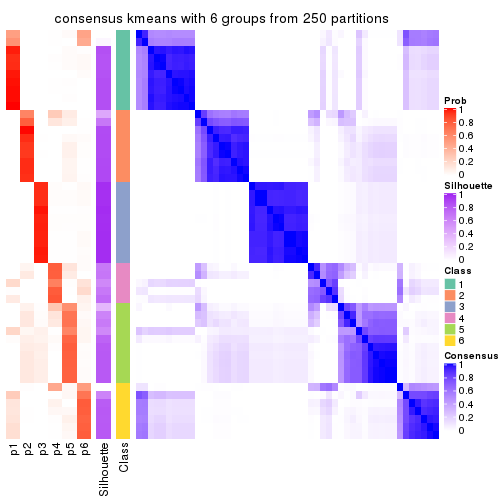 consensus kmeans with 6 groups from 250 partitions
Prob
1
0.8
0.6
0.4
0.2
0
Silhouette
1
0.8
0.6
0.4
0.2
0
Class
1
2
3
4
5
6
Consensus
1
0.8
0.6
0.4
0.2
0
p1
p2
p3
p4
p5
p6
Silhouette
Class